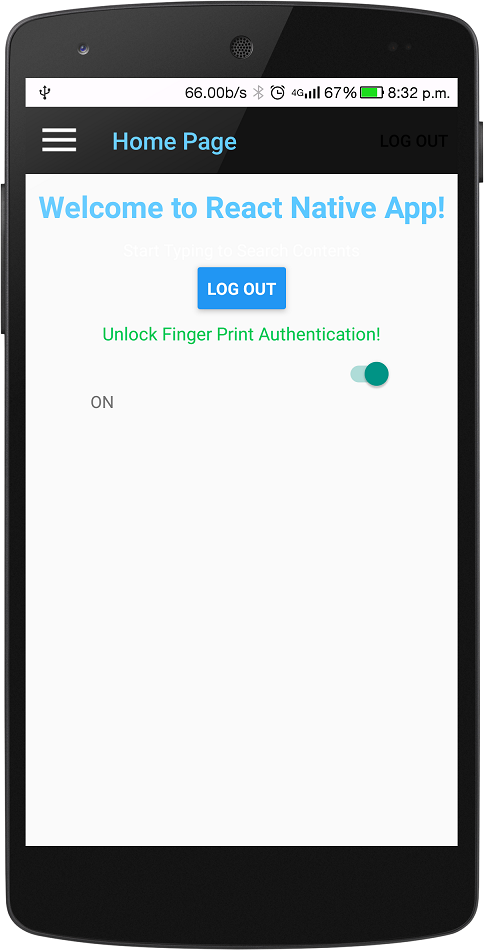 66.00b/s 4G 67% 8:32 p.m.
Home Page LOG OUT
Welcome to React Native App!
Start Typing to Search Contents
LOG OUT
Unlock Finger Print Authentication!
ON